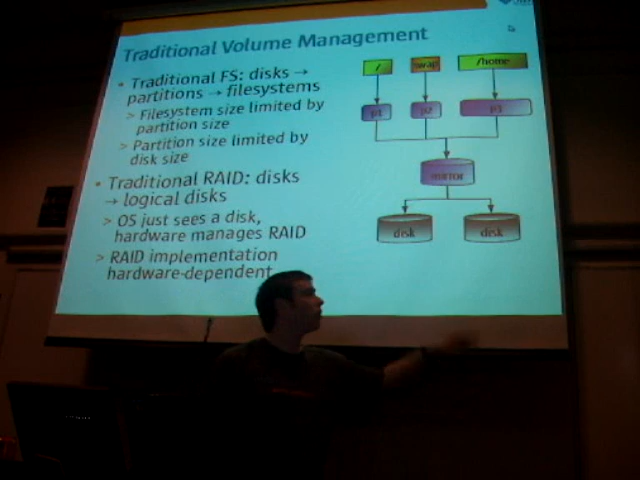 Traditional Volume Management
• Traditional FS: disks →
partitions → filesystems
> Filesystem size limited by
partition size
> Partition size limited by
disk size
• Traditional RAID: disks
→ logical disks
> OS just sees a disk,
hardware manages RAID
> RAID implementation
hardware-dependent
/ swap /home
p1 p2 p3
mirror
disk disk